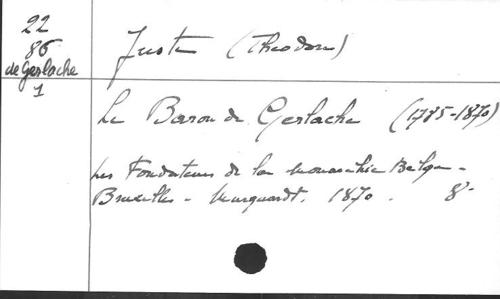 22
86
de Gerlache
1
Juste (Théodore)
Le Baron de Gerlache (1785-1870)
Les Fondateurs de la Monarchie Belge -
Bruxelles - Muquardt. 1870. 8°